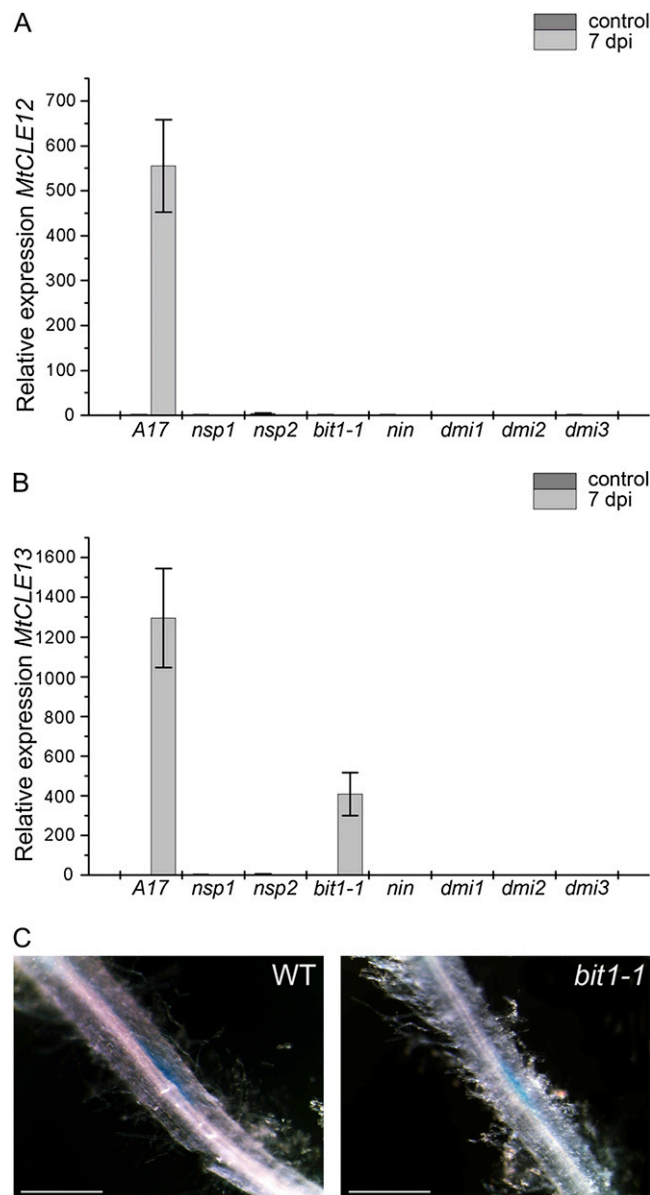 A
control
7 dpi
Relative expression MtCLE12
700
600
500
400
300
200
100
0
A17 nsp1 nsp2 bit1-1 nin dmi1 dmi2 dmi3
B
control
7 dpi
Relative expression MtCLE13
1600
1400
1200
1000
800
600
400
200
0
A17 nsp1 nsp2 bit1-1 nin dmi1 dmi2 dmi3
C
WT
bit1-1